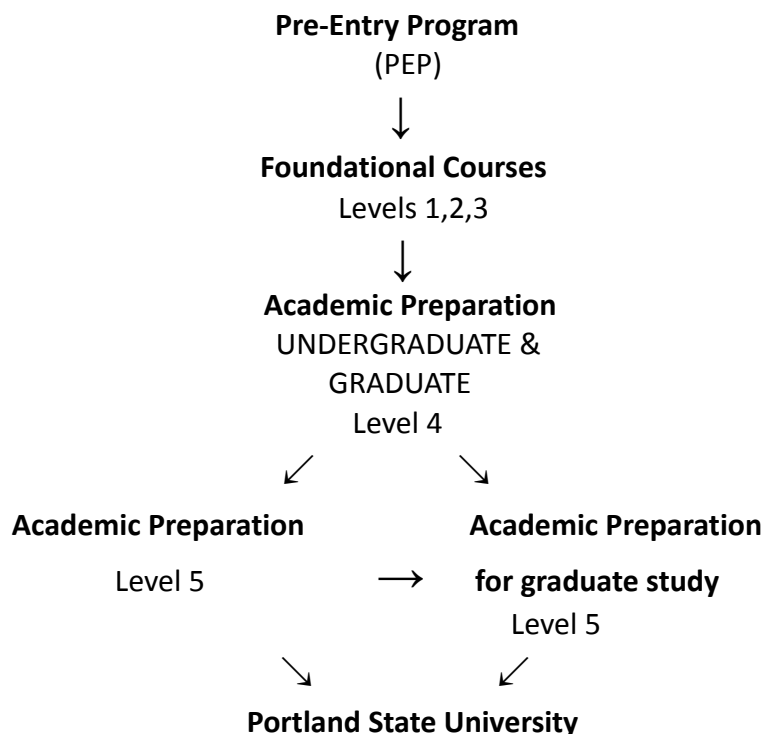 Pre-Entry Program
(PEP)
Foundational Courses
Levels 1,2,3
Academic Preparation
UNDERGRADUATE &
GRADUATE
Level 4
Academic Preparation
Level 5
Academic Preparation
for graduate study
Level 5
Portland State University